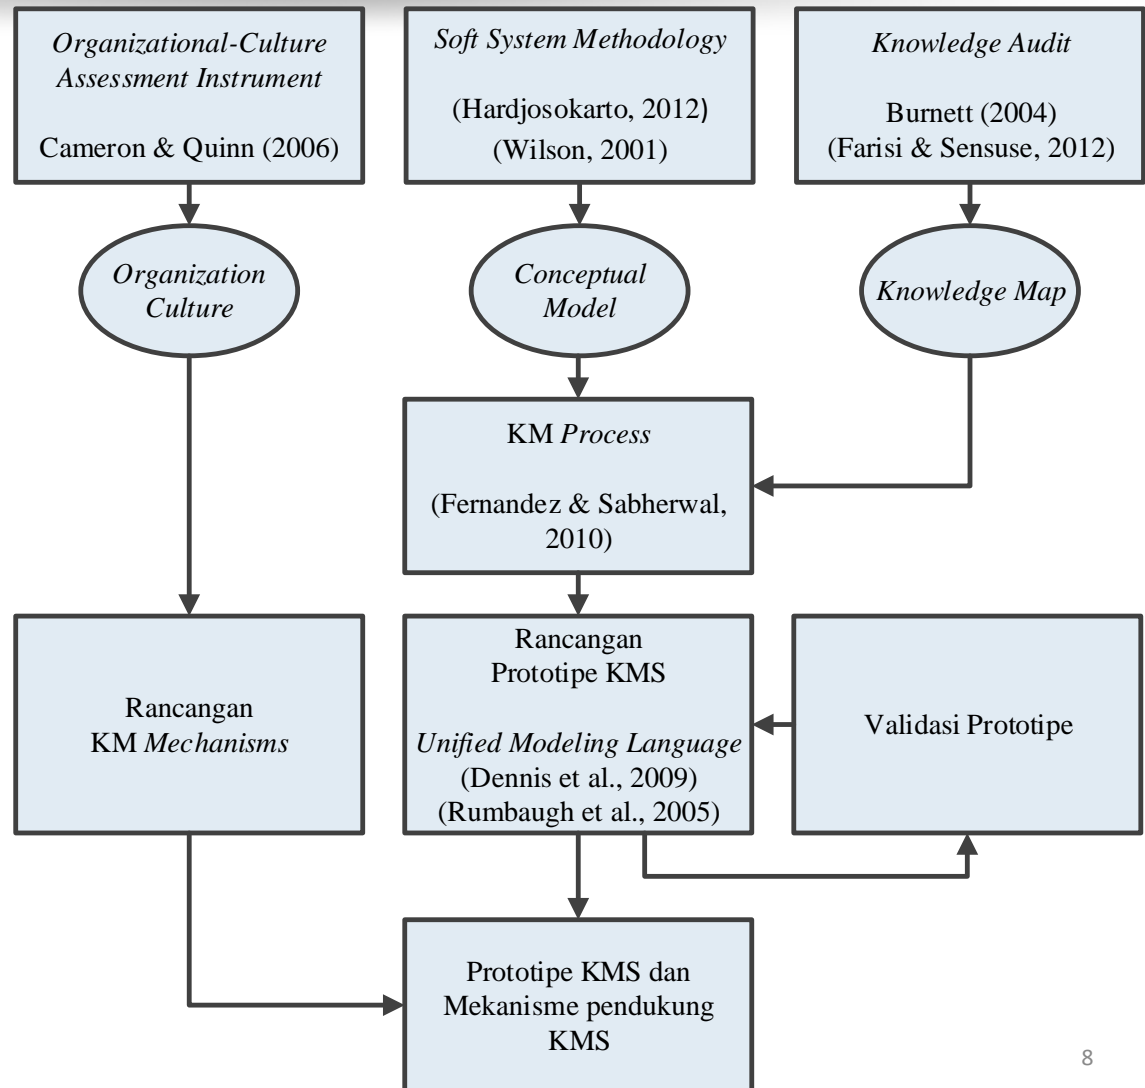 Organizational-Culture
Assessment Instrument
Cameron & Quinn (2006)
Soft System Methodology
(Hardjosokarto, 2012)
(Wilson, 2001)
Knowledge Audit
Burnett (2004)
(Farisi & Sensuse, 2012)
Organization
Culture
Conceptual
Model
Knowledge Map
KM Process
(Fernandez & Sabherwal,
2010)
Rancangan
KM Mechanisms
Rancangan
Prototipe KMS
Unified Modeling Language
(Dennis et al., 2009)
(Rumbaugh et al., 2005)
Validasi Prototipe
Prototipe KMS dan
Mekanisme pendukung
KMS
8